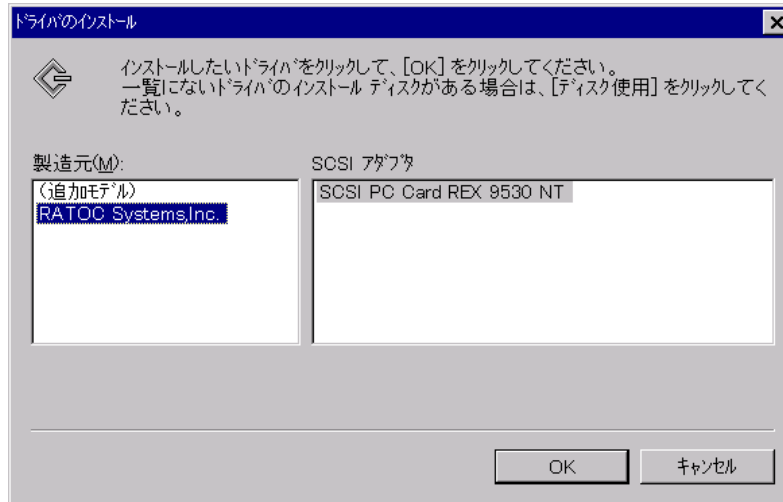 ドライバのインストール
インストールしたいドライバをクリックして、[OK] をクリックしてください。
一覧にないドライバのインストール ディスクがある場合は、[ディスク使用] をクリックしてく
ださい。
製造元(M):
SCSI アダプタ
(追加モデル)
RATOC Systems,Inc.
SCSI PC Card REX 9530 NT
OK
キャンセル